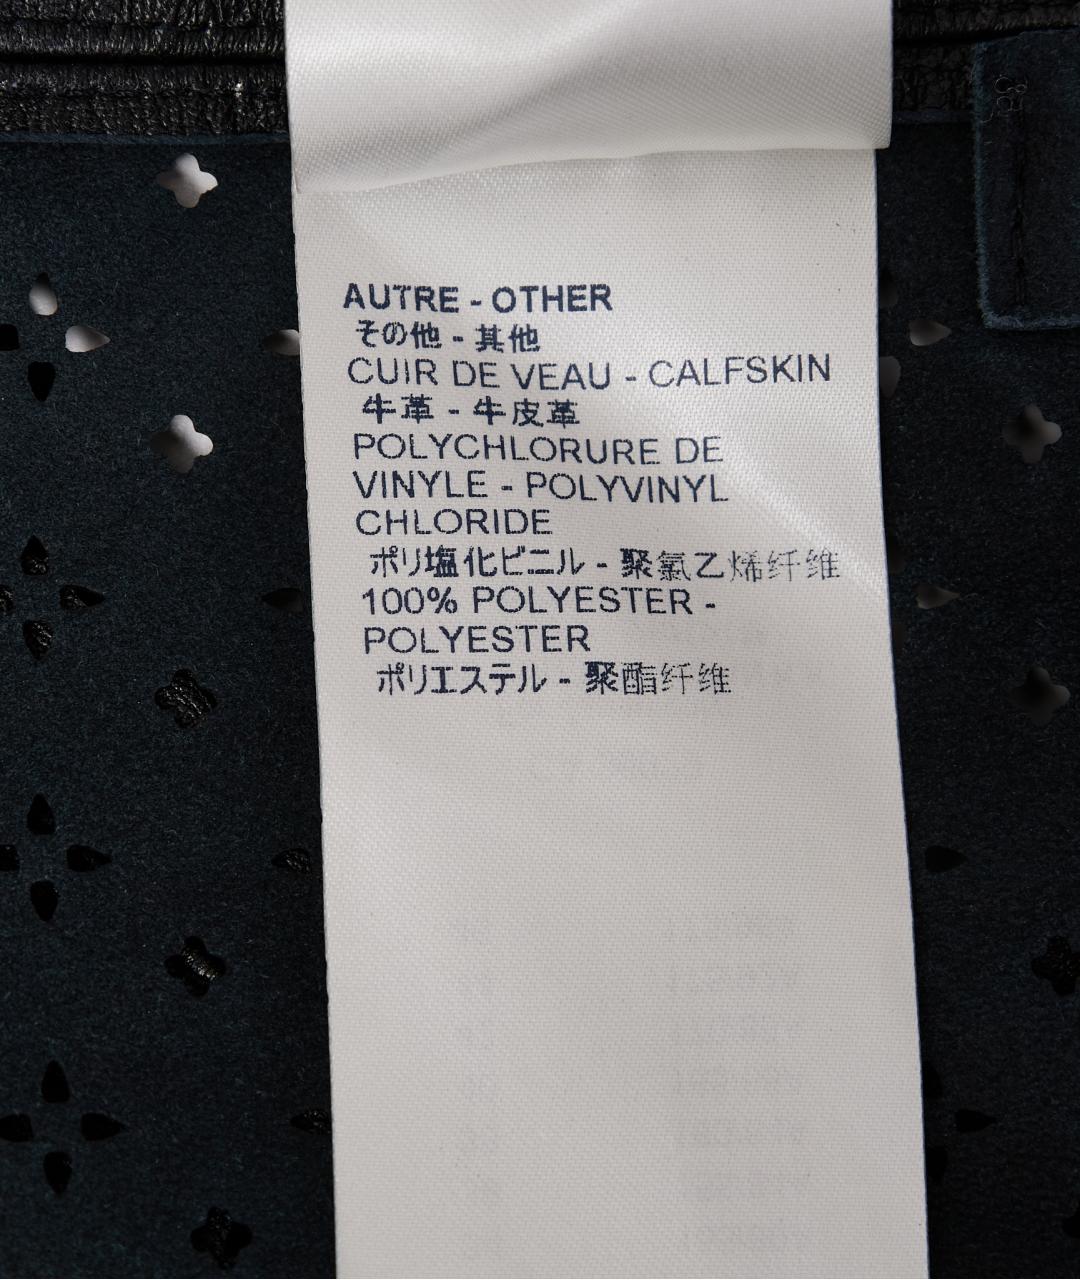 AUTRE - OTHER
その他 - 其他
CUIR DE VEAU - CALFSKIN
牛革 - 牛皮革
POLYCHLORURE DE
VINYLE - POLYVINYL
CHLORIDE
ポリ塩化ビニル - 聚氯乙烯纤维
100% POLYESTER -
POLYESTER
ポリエステル - 聚酯纤维